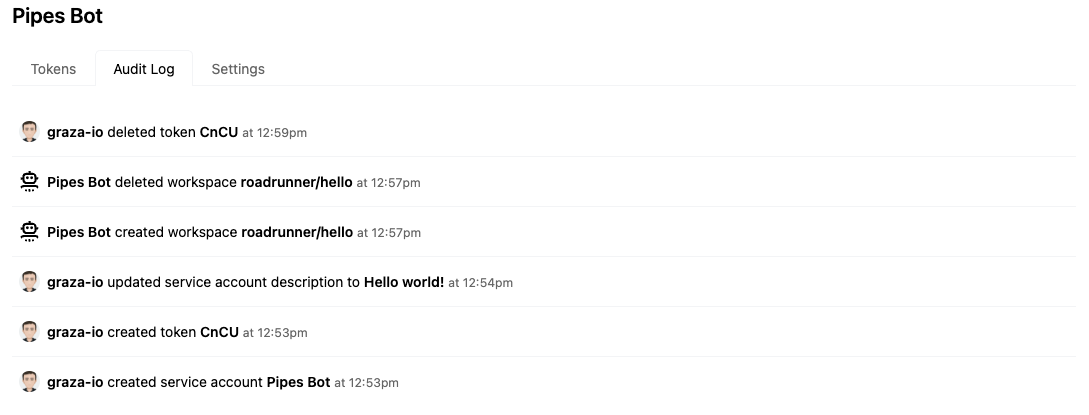 Pipes Bot
Tokens Audit Log Settings
graza-io deleted token CnCU at 12:59pm
Pipes Bot deleted workspace roadrunner/hello at 12:57pm
Pipes Bot created workspace roadrunner/hello at 12:57pm
graza-io updated service account description to Hello world! at 12:54pm
graza-io created token CnCU at 12:53pm
graza-io created service account Pipes Bot at 12:53pm